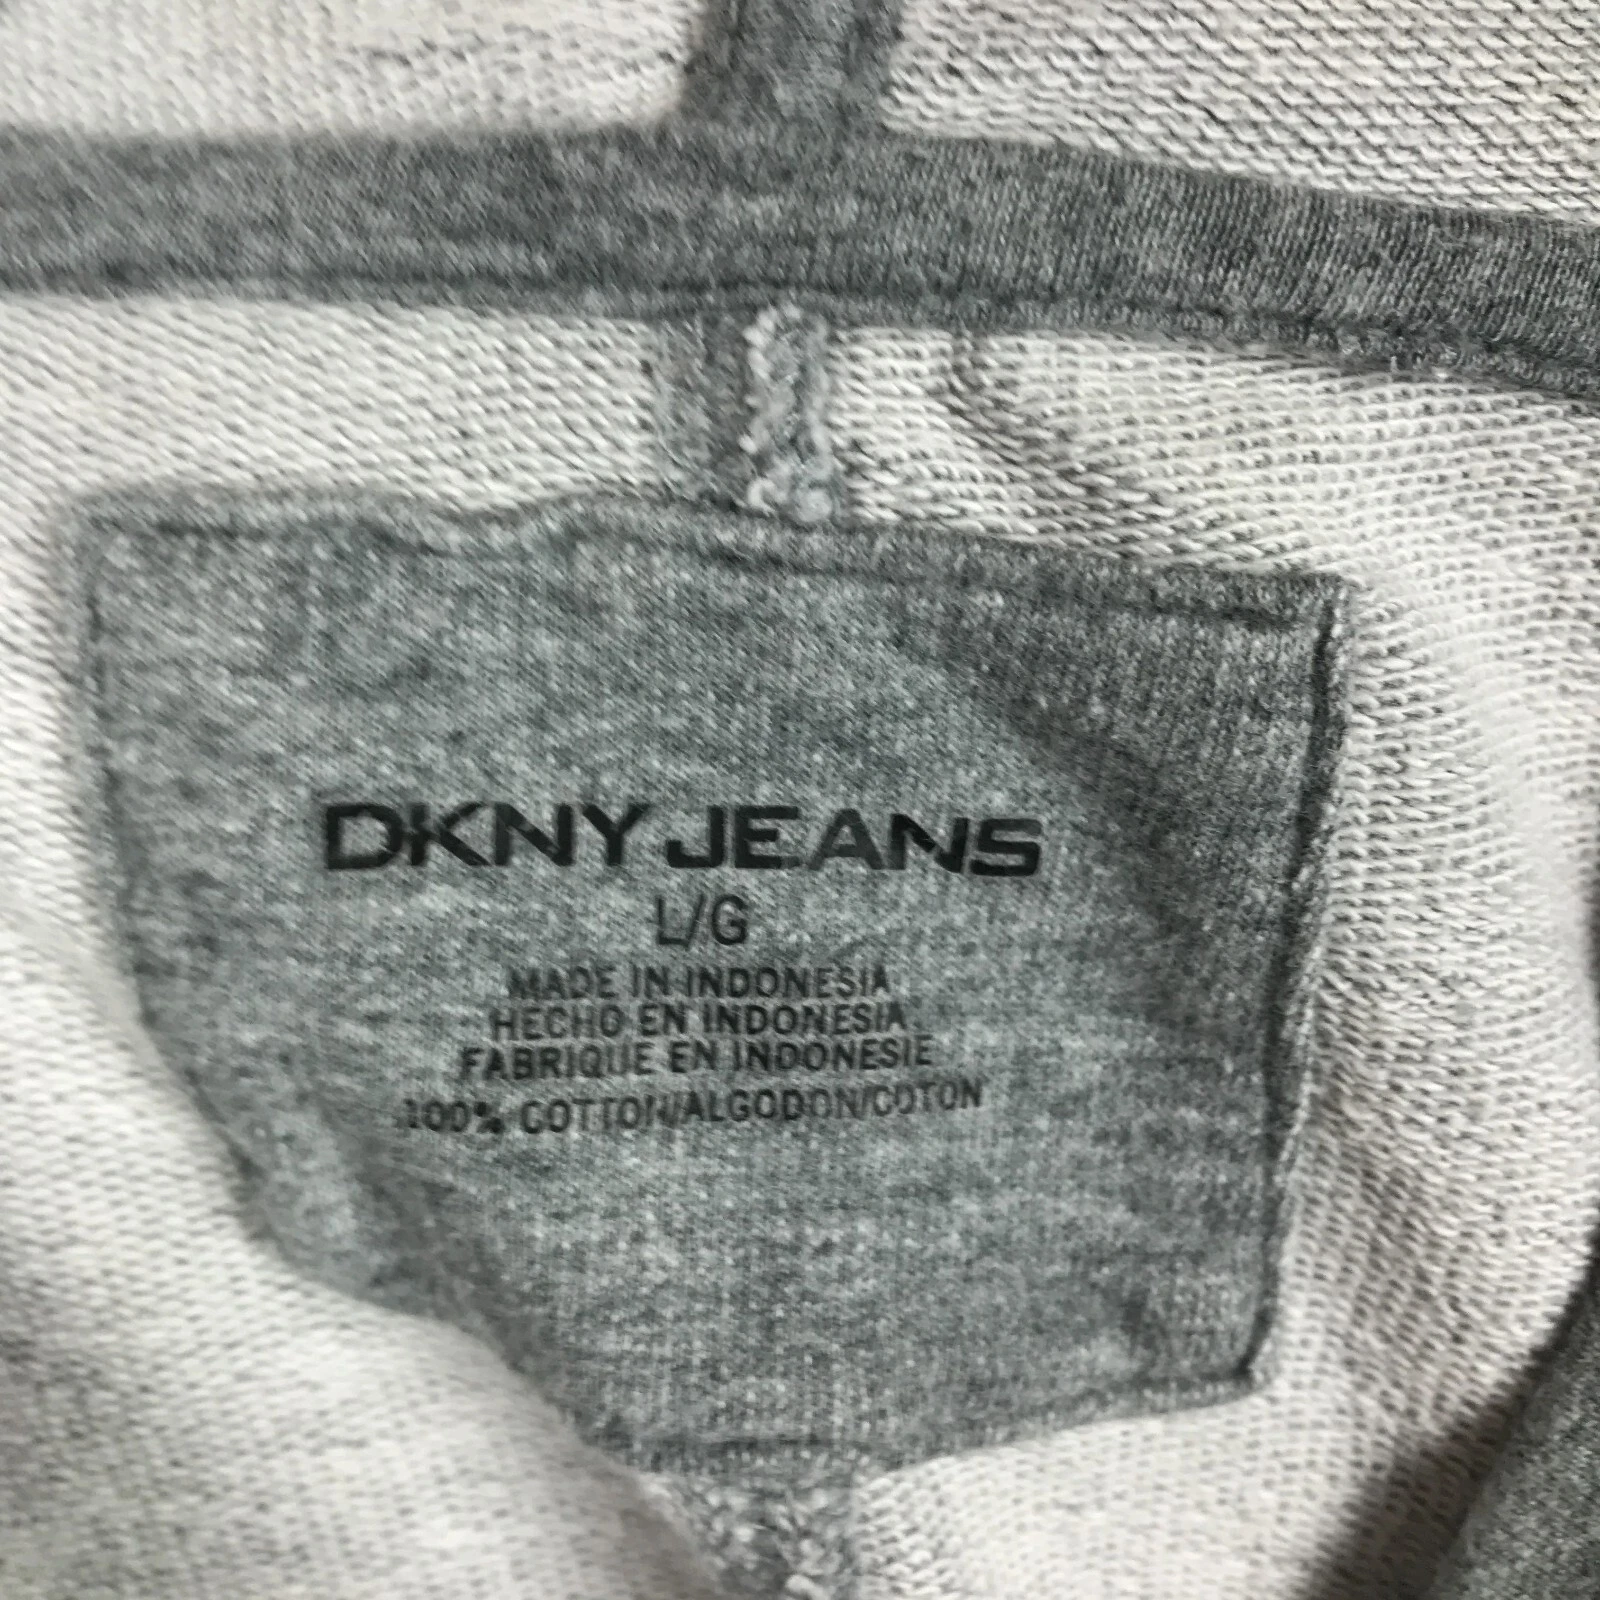 DKNY JEANS
L/G
MADE IN INDONESIA
HECHO EN INDONESIA
FABRIQUE EN INDONESIE
100% COTTON/ALGODON/COTON